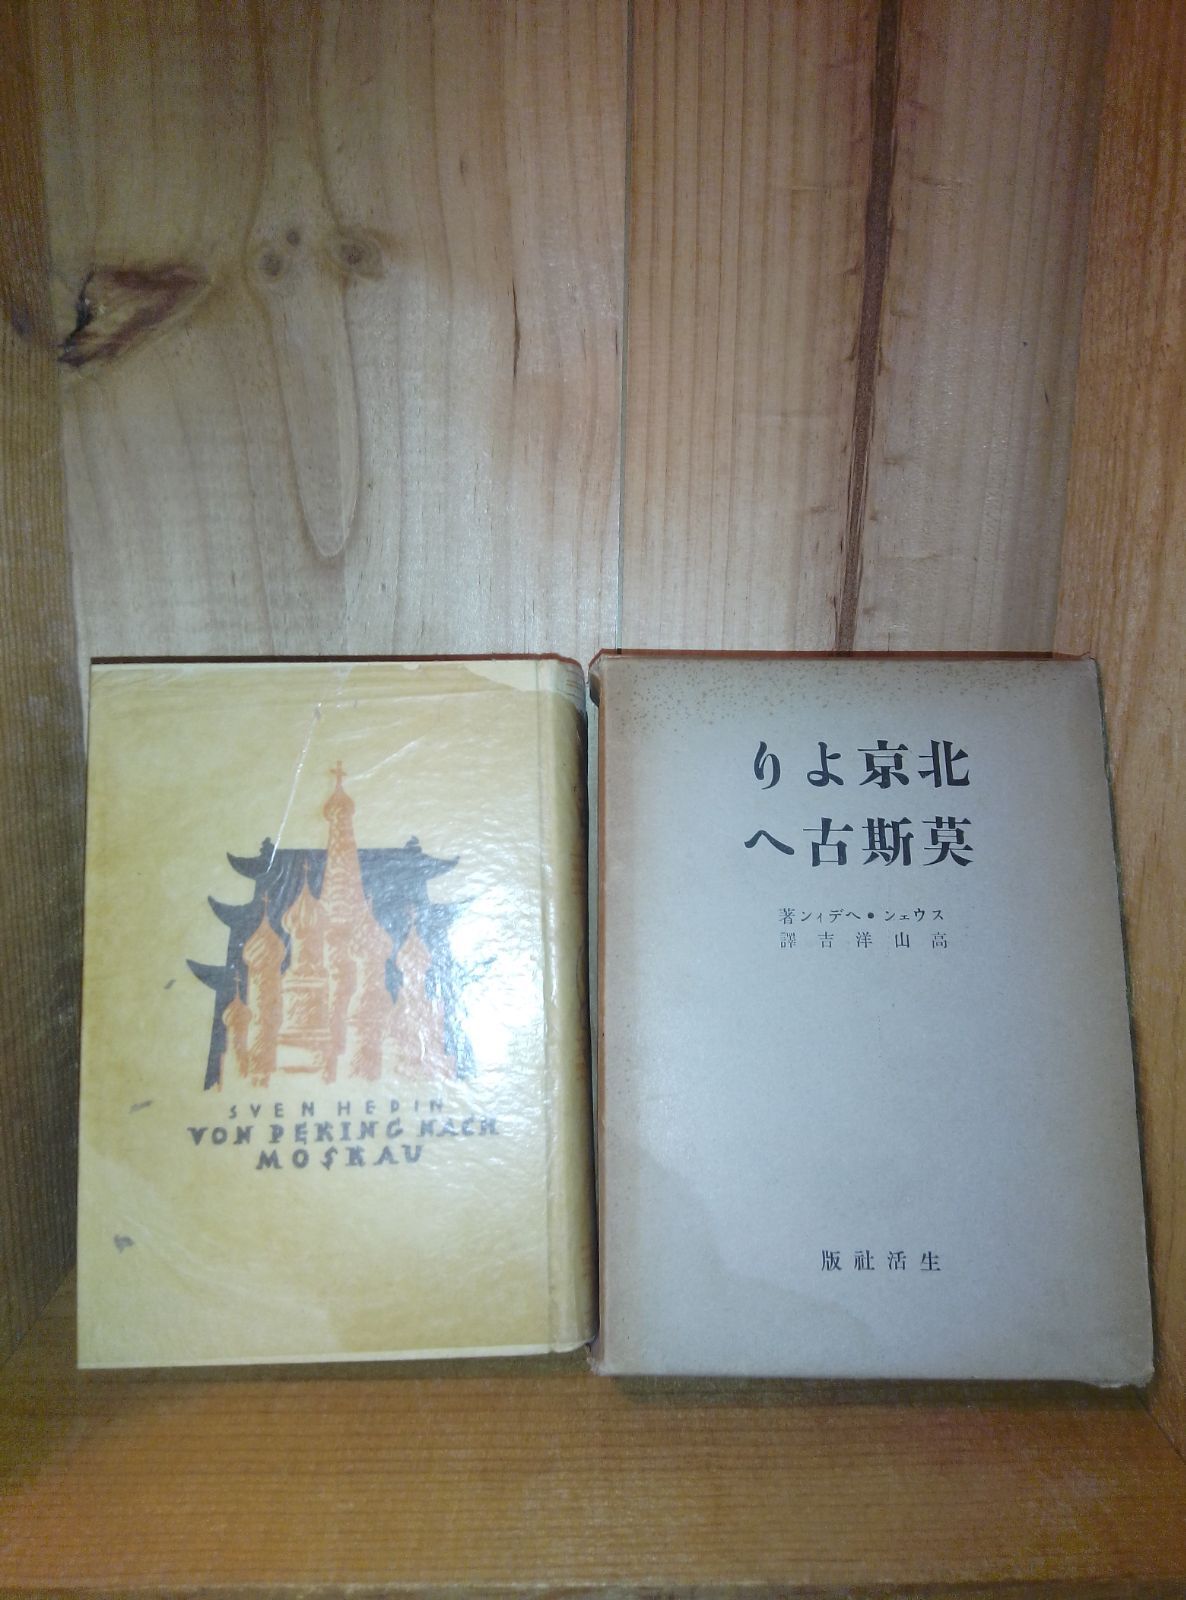 SVEN HEDIN
VON PEKING NACH
MOSKAU
北京より
莫斯古へ
スウェン・ヘディン著
高山洋吉譯
生活社版